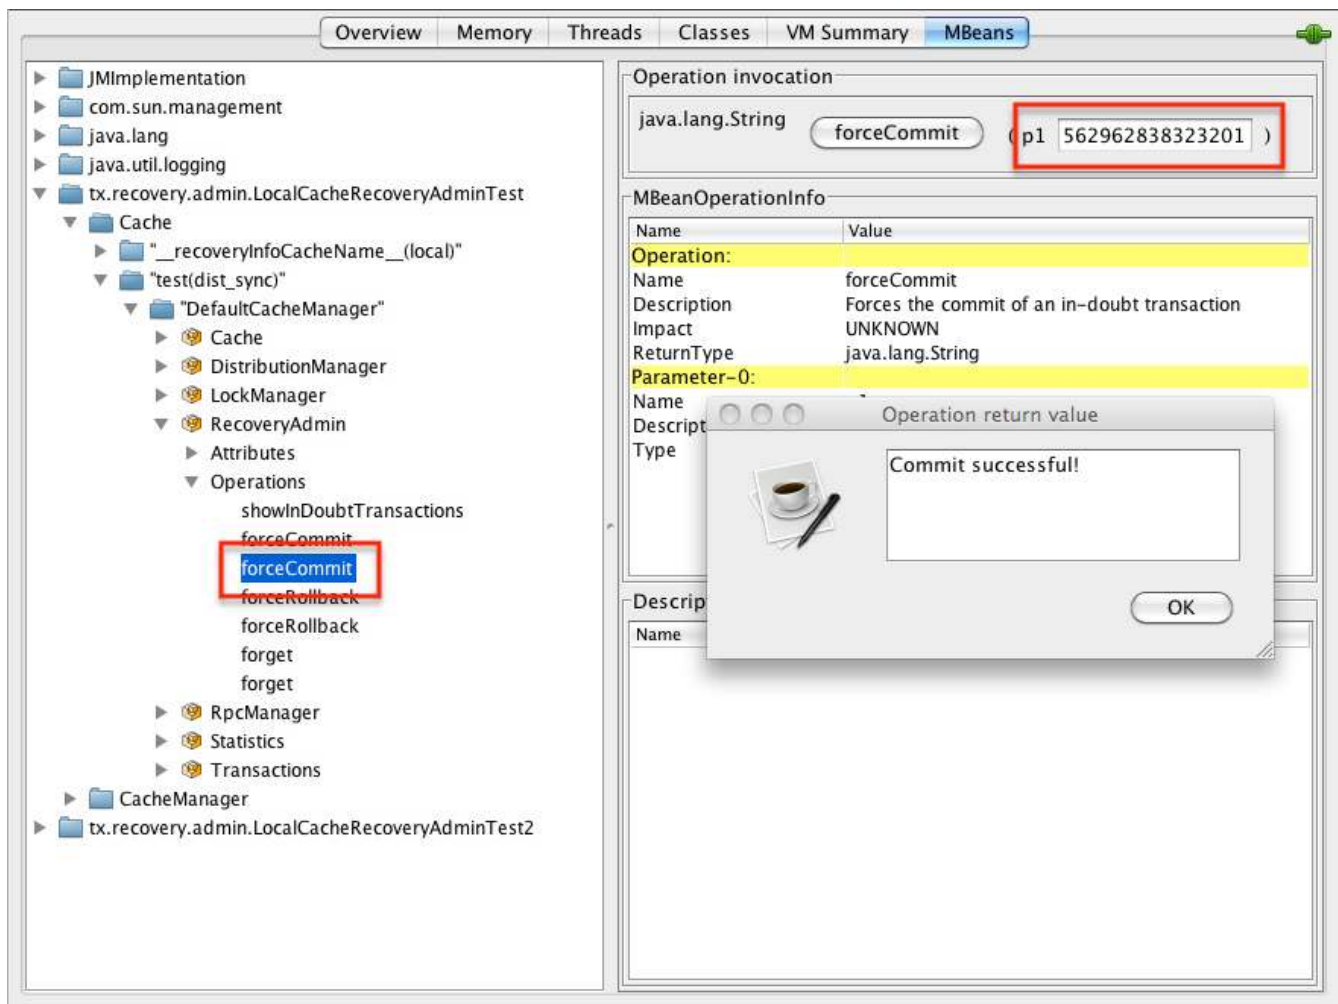 Overview Memory Threads Classes VM Summary MBeans
JMImplementation
com.sun.management
java.lang
java.util.logging
tx.recovery.admin.LocalCacheRecoveryAdminTest
Cache
"__recoveryInfoCacheName__(local)"
"test(dist_sync)"
"DefaultCacheManager"
Cache
DistributionManager
LockManager
RecoveryAdmin
Attributes
Operations
showInDoubtTransactions
forceCommit
forceCommit
forceRollback
forceRollback
forget
forget
RpcManager
Statistics
Transactions
CacheManager
tx.recovery.admin.LocalCacheRecoveryAdminTest2
Operation invocation
java.lang.String forceCommit ( p1 562962838323201 )
MBeanOperationInfo
Name Value
Operation:
Name forceCommit
Description Forces the commit of an in-doubt transaction
Impact UNKNOWN
ReturnType java.lang.String
Parameter-0:
Name
Descript
Type
Operation return value
Commit successful!
OK
Descrip
Name